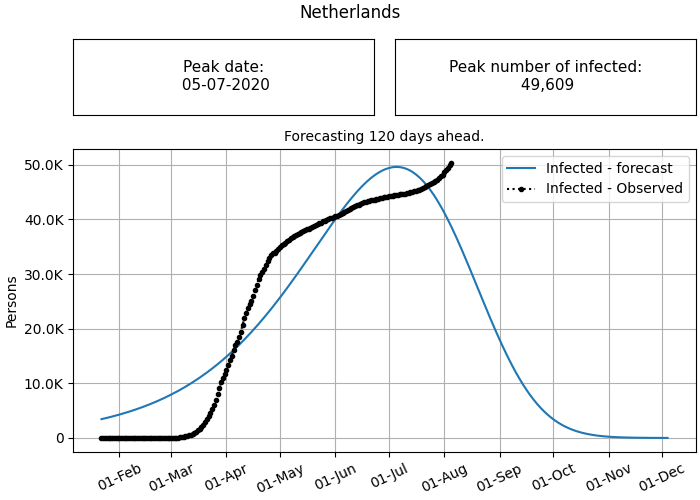 Netherlands
Peak date:
05-07-2020
Peak number of infected:
49,609
Forecasting 120 days ahead.
Infected - forecast
Infected - Observed
Persons
50.0K
40.0K
30.0K
20.0K
10.0K
0
01-Feb
01-Mar
01-Apr
01-May
01-Jun
01-Jul
01-Aug
01-Sep
01-Oct
01-Nov
01-Dec